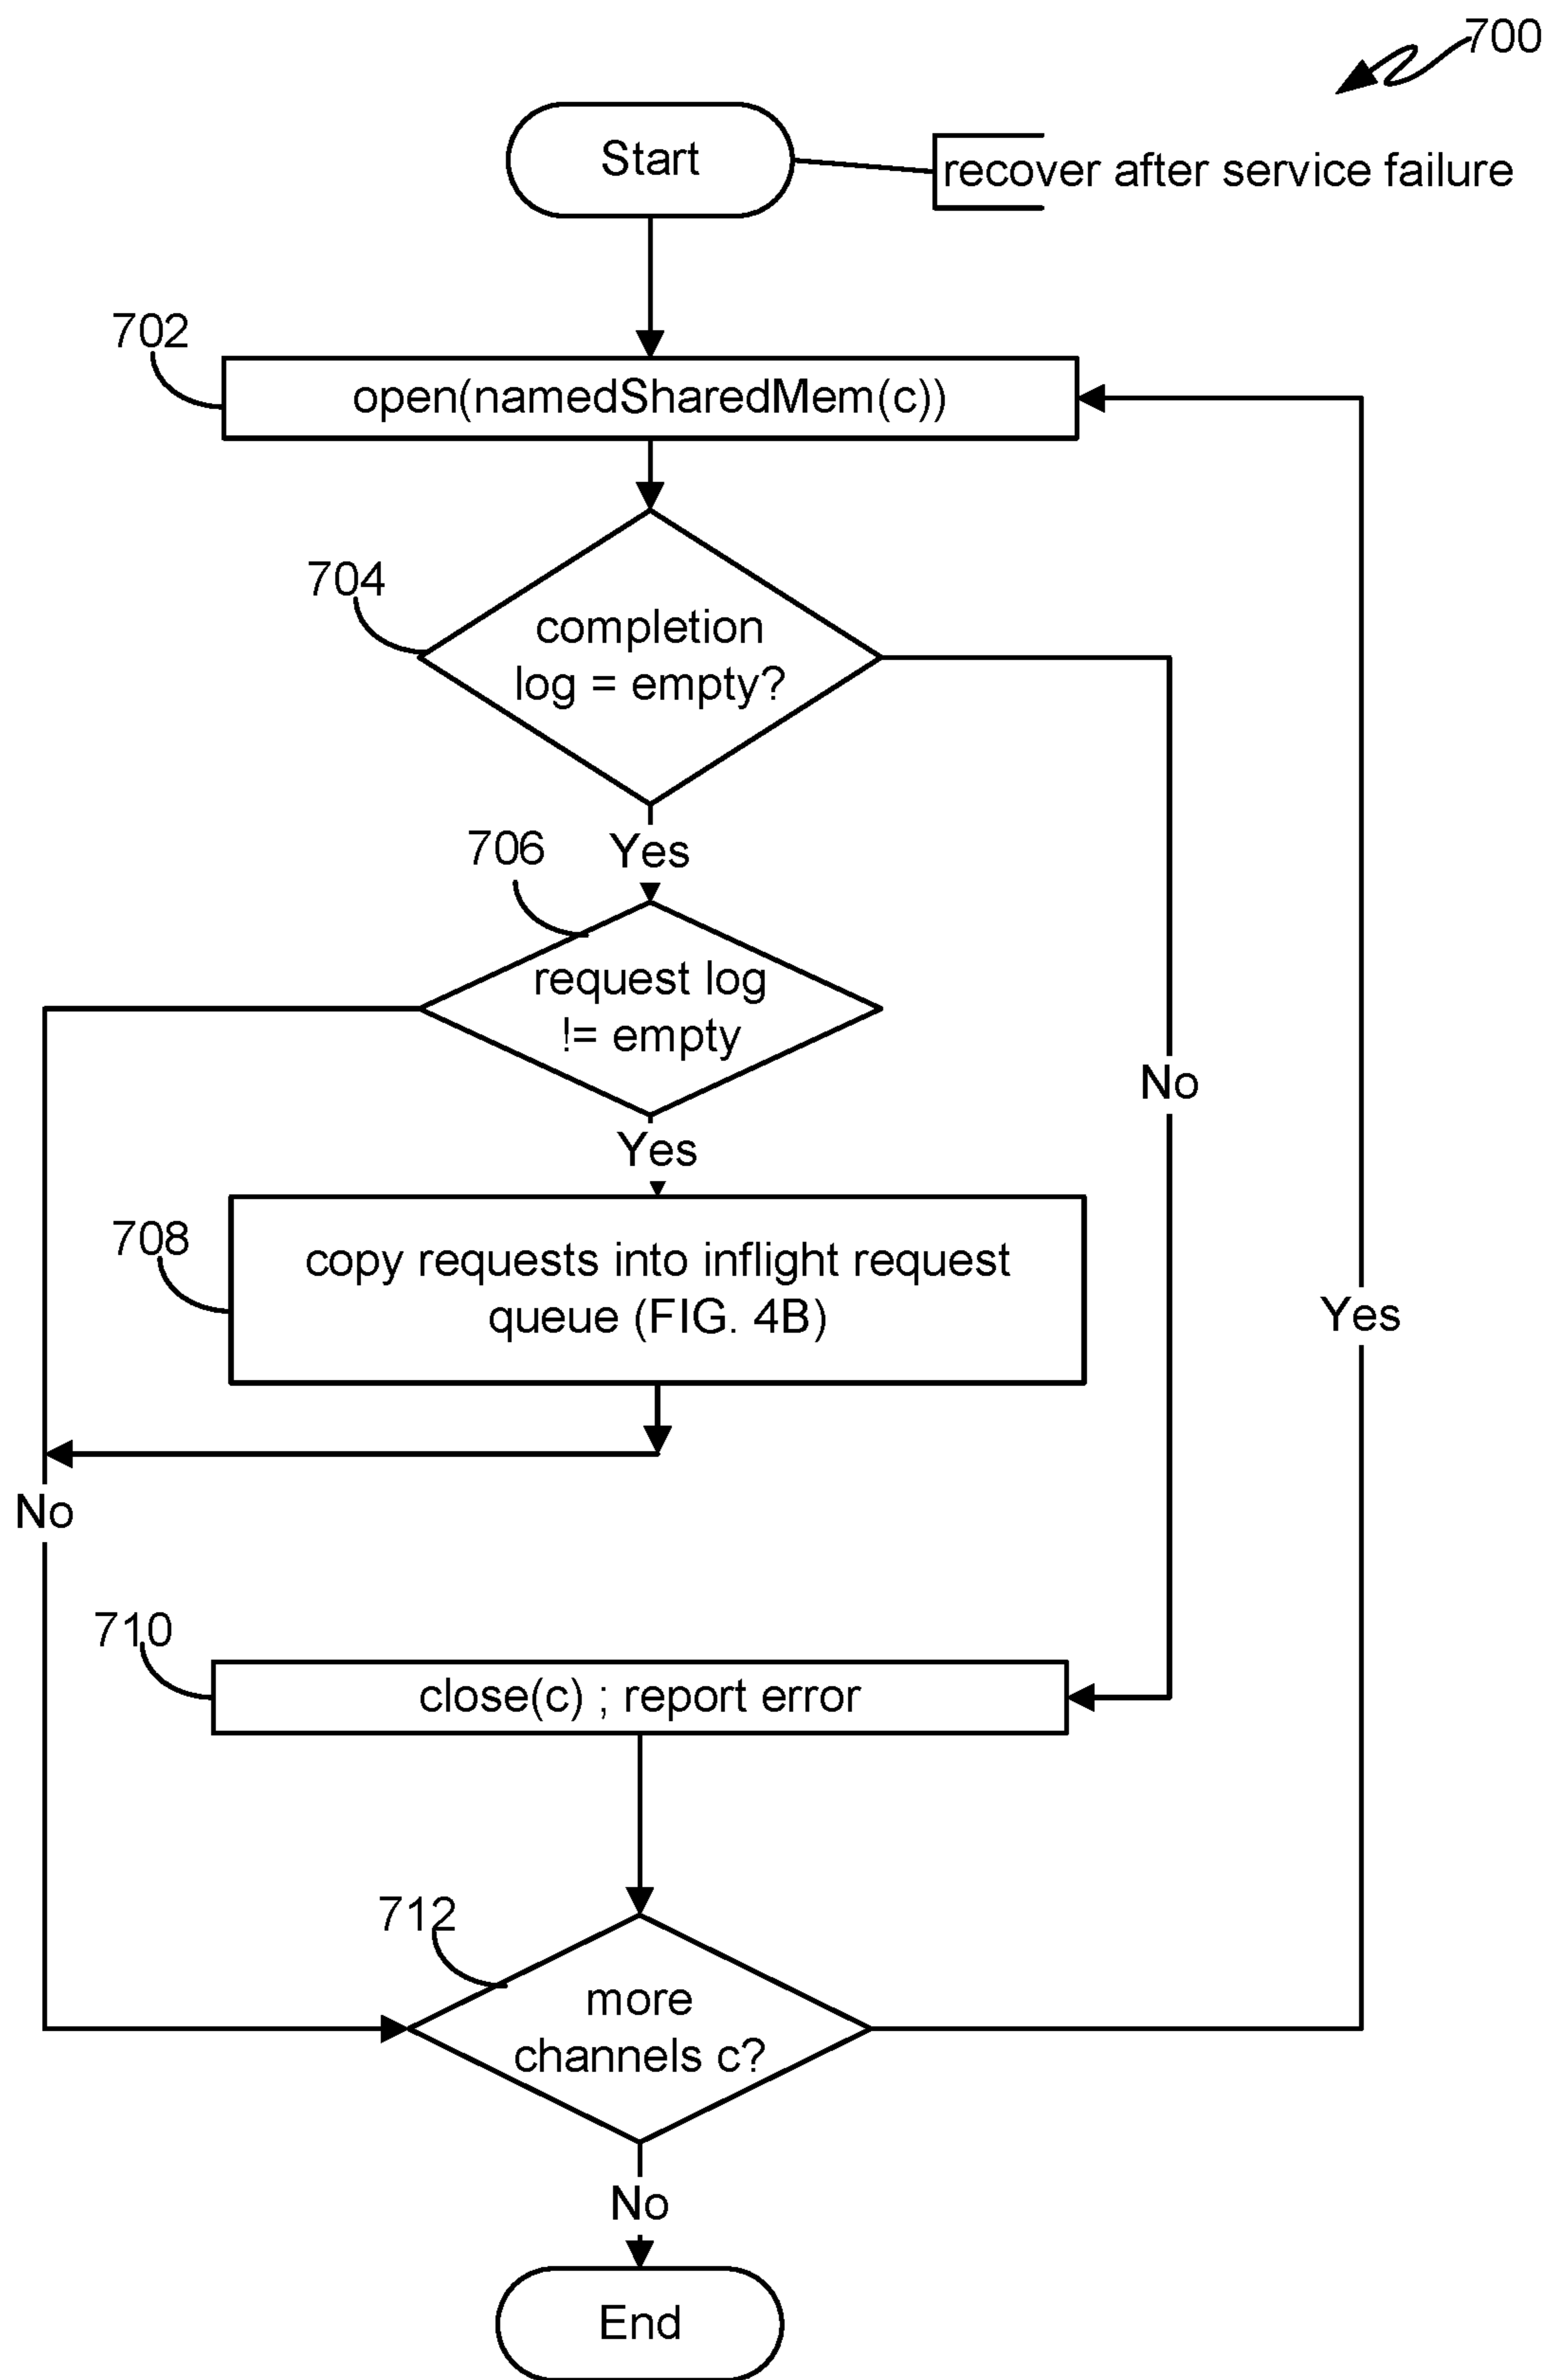 700
Start
recover after service failure
702
open(namedSharedMem(c))
704
completion
log = empty?
706
Yes
request log
!= empty
No
Yes
708
copy requests into inflight request
queue (FIG. 4B)
Yes
No
710
close(c) ; report error
712
more
channels c?
No
End